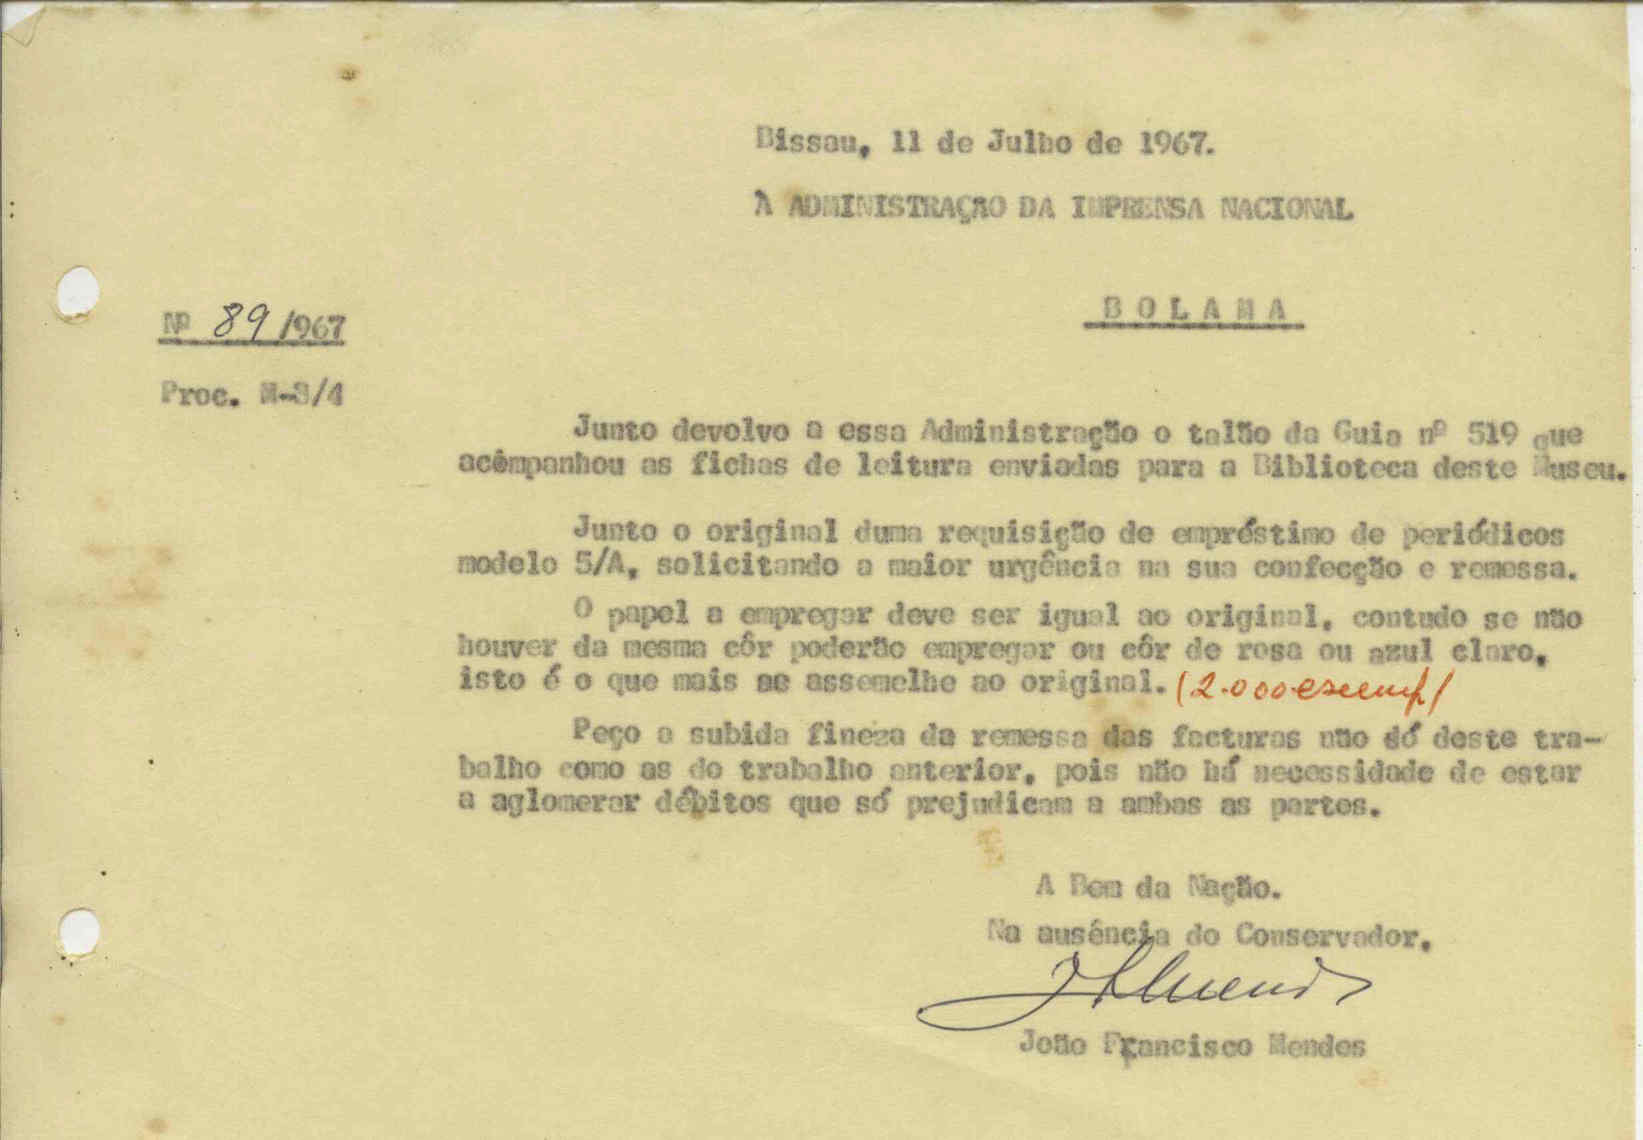 Bissau, 11 de Julho de 1967.
À ADMINISTRAÇÃO DA IMPRENSA NACIONAL
B O L A M A
Nº 89/967
Proc. M-3/4
Junto devolvo a essa Administração o talão da Guia nº 519 que
acômpanhou as fichas de leitura enviadas para a Biblioteca deste Museu.
Junto o original duma requisição de empréstimo de periódicos
modelo 5/A, solicitando a maior urgência na sua confecção e remessa.
O papel a empregar deve ser igual ao original, contudo se não
houver da mesma côr poderão empregar ou côr de rosa ou azul claro,
isto é o que mais se assemelhe ao original. (2.000 exemp/
Peço a subida fineza da remessa das facturas não só deste tra-
balho como as do trabalho anterior, pois não há necessidade de estar
a aglomerar débitos que só prejudicam a ambas as partes.
A Bem da Nação.
Na ausência do Conservador,
João Francisco Mendes